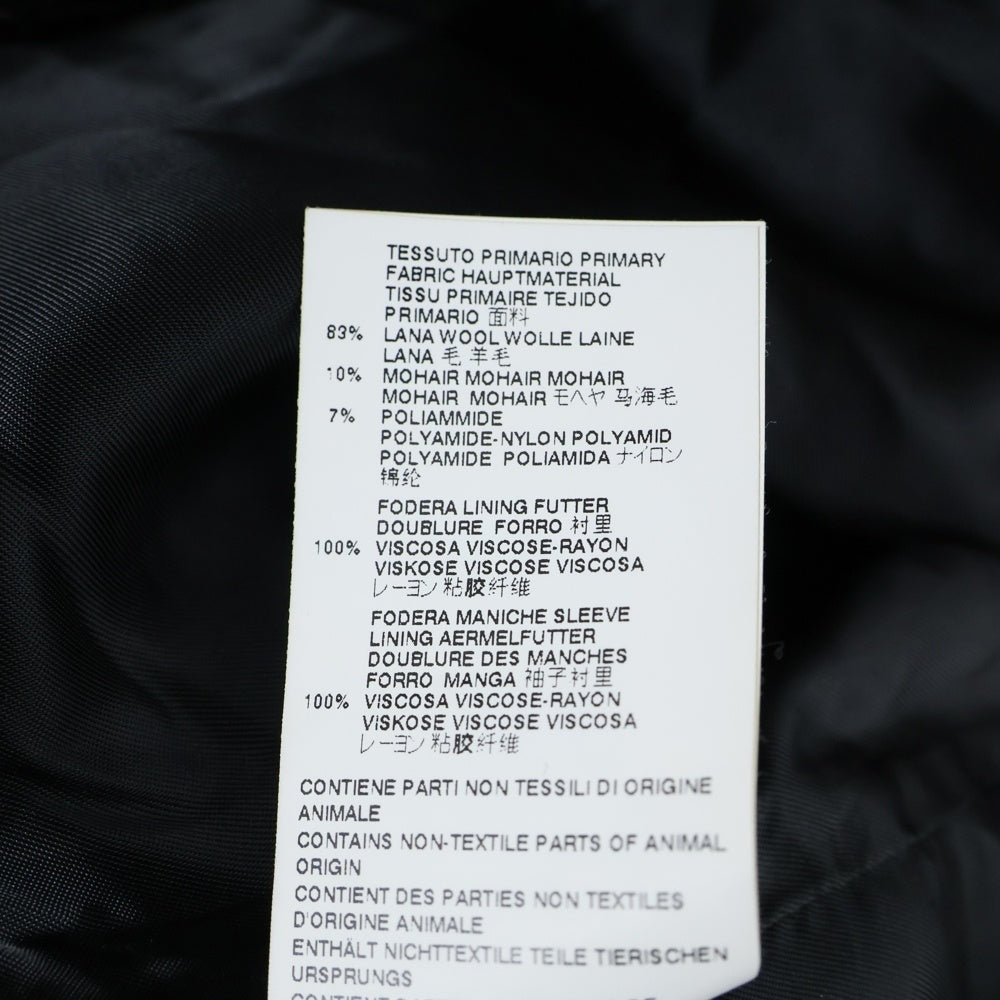 TESSUTO PRIMARIO PRIMARY
FABRIC HAUPTMATERIAL
TISSU PRIMAIRE TEJIDO
PRIMARIO 面料
83% LANA WOOL WOLLE LAINE
LANA 毛 羊毛
10% MOHAIR MOHAIR MOHAIR
MOHAIR MOHAIR モヘヤ 马海毛
7% POLIAMMIDE
POLYAMIDE-NYLON POLYAMID
POLYAMIDE POLIAMIDA ナイロン
锦纶
FODERA LINING FUTTER
DOUBLURE FORRO 衬里
100% VISCOSA VISCOSE-RAYON
VISKOSE VISCOSE VISCOSA
レーヨン 粘胶纤维
FODERA MANICHE SLEEVE
LINING AERMELFUTTER
DOUBLURE DES MANCHES
FORRO MANGA 袖子衬里
100% VISCOSA VISCOSE-RAYON
VISKOSE VISCOSE VISCOSA
レーヨン 粘胶纤维
CONTIENE PARTI NON TESSILI DI ORIGINE
ANIMALE
CONTAINS NON-TEXTILE PARTS OF ANIMAL
ORIGIN
CONTIENT DES PARTIES NON TEXTILES
D'ORIGINE ANIMALE
ENTHÄLT NICHTTEXTILE TEILE TIERISCHEN
URSPRUNGS